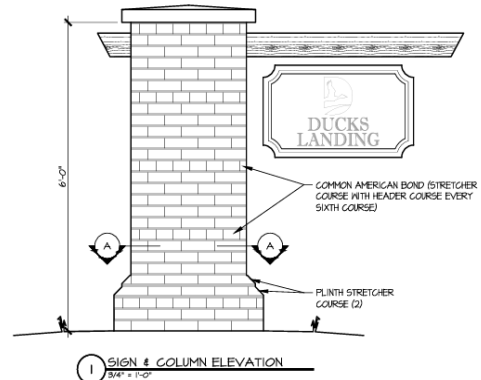 DUCKS
LANDING
6'-0"
COMMON AMERICAN BOND (STRETCHER
COURSE WITH HEADER COURSE EVERY
SIXTH COURSE)
A
A
PLINTH STRETCHER
COURSE (2)
1
SIGN & COLUMN ELEVATION
3/4" = 1'-0"